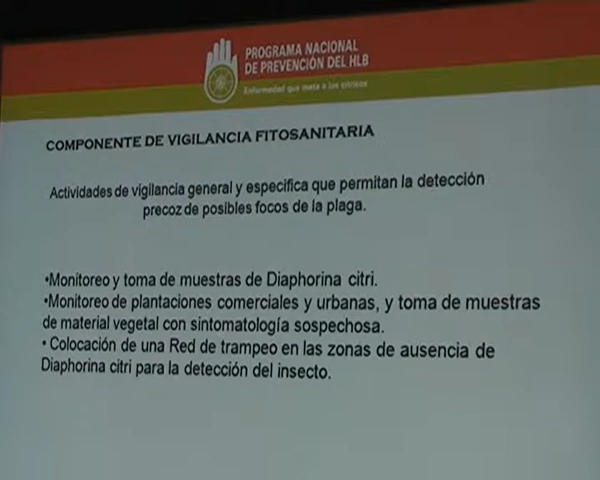 PROGRAMA NACIONAL
DE PREVENCIÓN DEL HLB
Enfermedad que mata a los citricos
COMPONENTE DE VIGILANCIA FITOSANITARIA
Actividades de vigilancia general y especifica que permitan la detección
precoz de posibles focos de la plaga.
•Monitoreo y toma de muestras de Diaphorina citri.
•Monitoreo de plantaciones comerciales y urbanas, y toma de muestras
de material vegetal con sintomatología sospechosa.
• Colocación de una Red de trampeo en las zonas de ausencia de
Diaphorina citri para la detección del insecto.